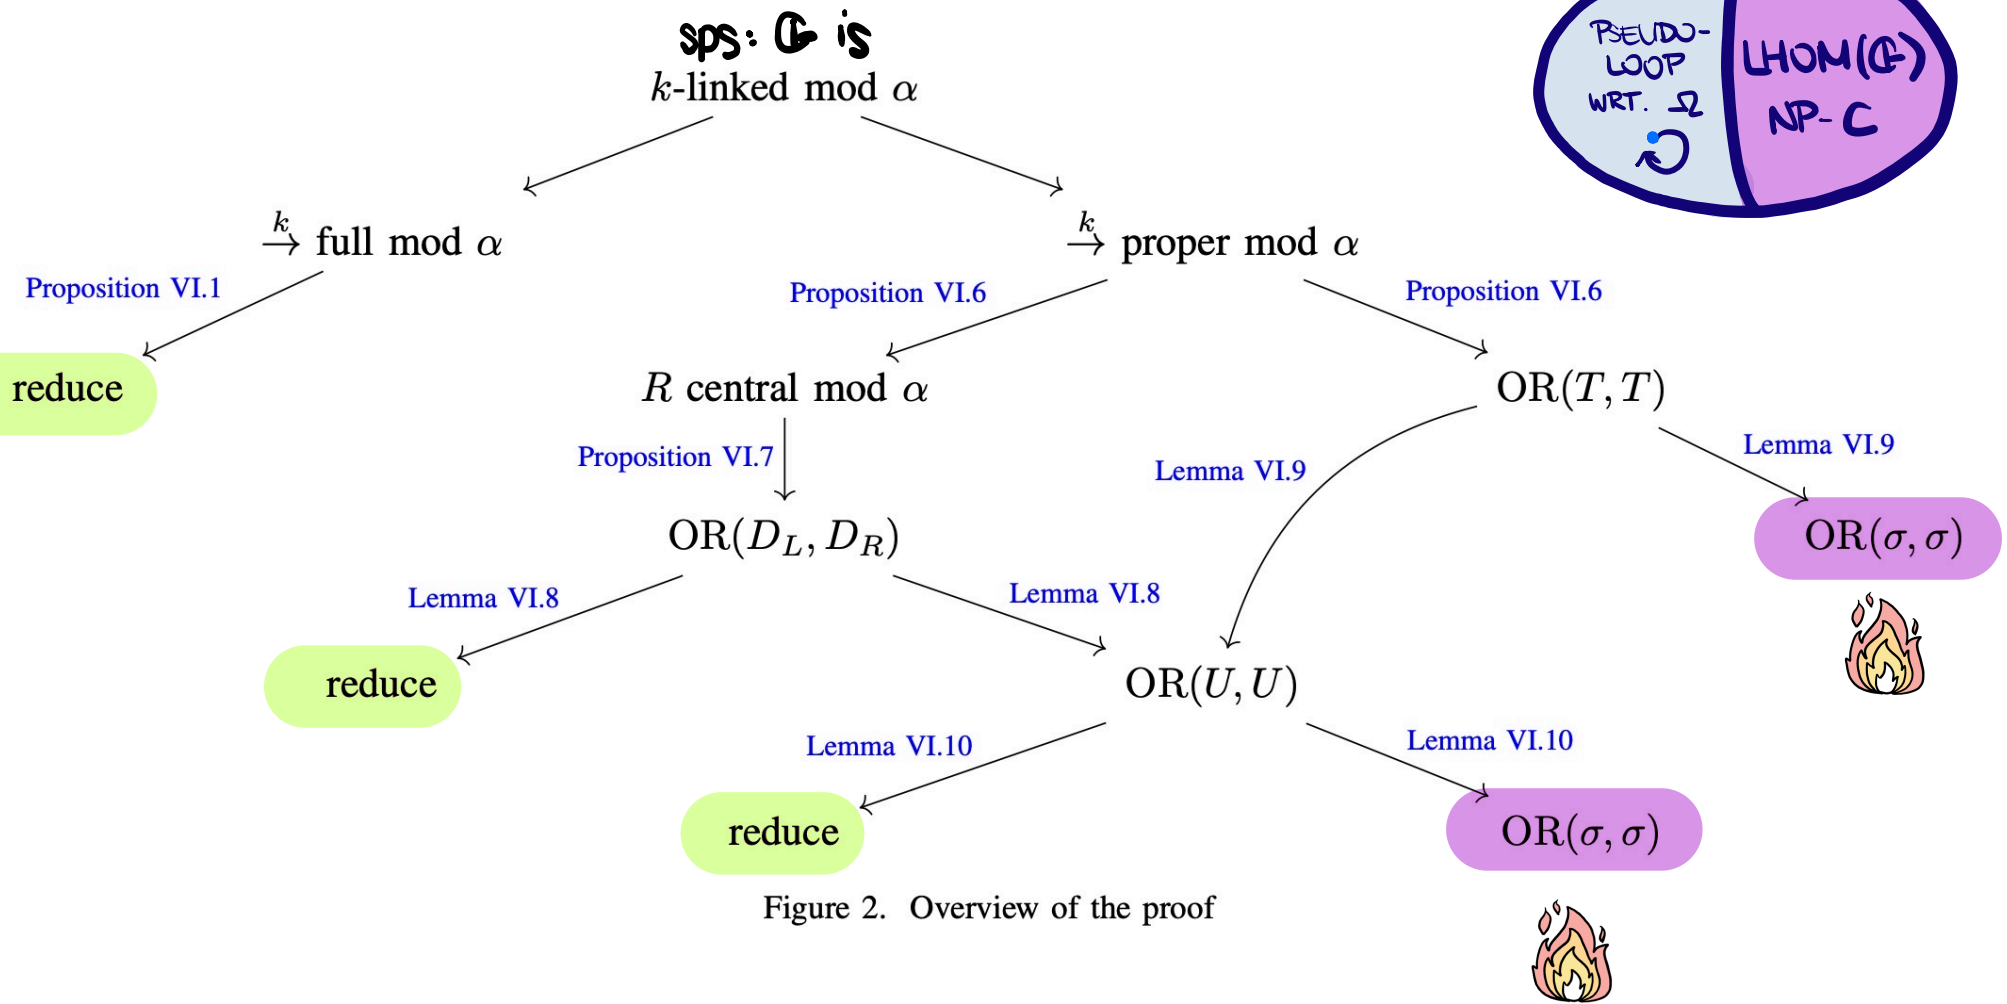 sps: G is
k-linked mod α
PSEUDO-
LOOP
WRT. Ω
LHOM(G)
NP-C
k→ full mod α
k→ proper mod α
Proposition VI.1
Proposition VI.6
Proposition VI.6
reduce
R central mod α
OR(T, T)
Proposition VI.7
Lemma VI.9
Lemma VI.9
OR(D_L, D_R)
OR(σ, σ)
Lemma VI.8
Lemma VI.8
reduce
OR(U, U)
Lemma VI.10
Lemma VI.10
reduce
OR(σ, σ)
Figure 2. Overview of the proof